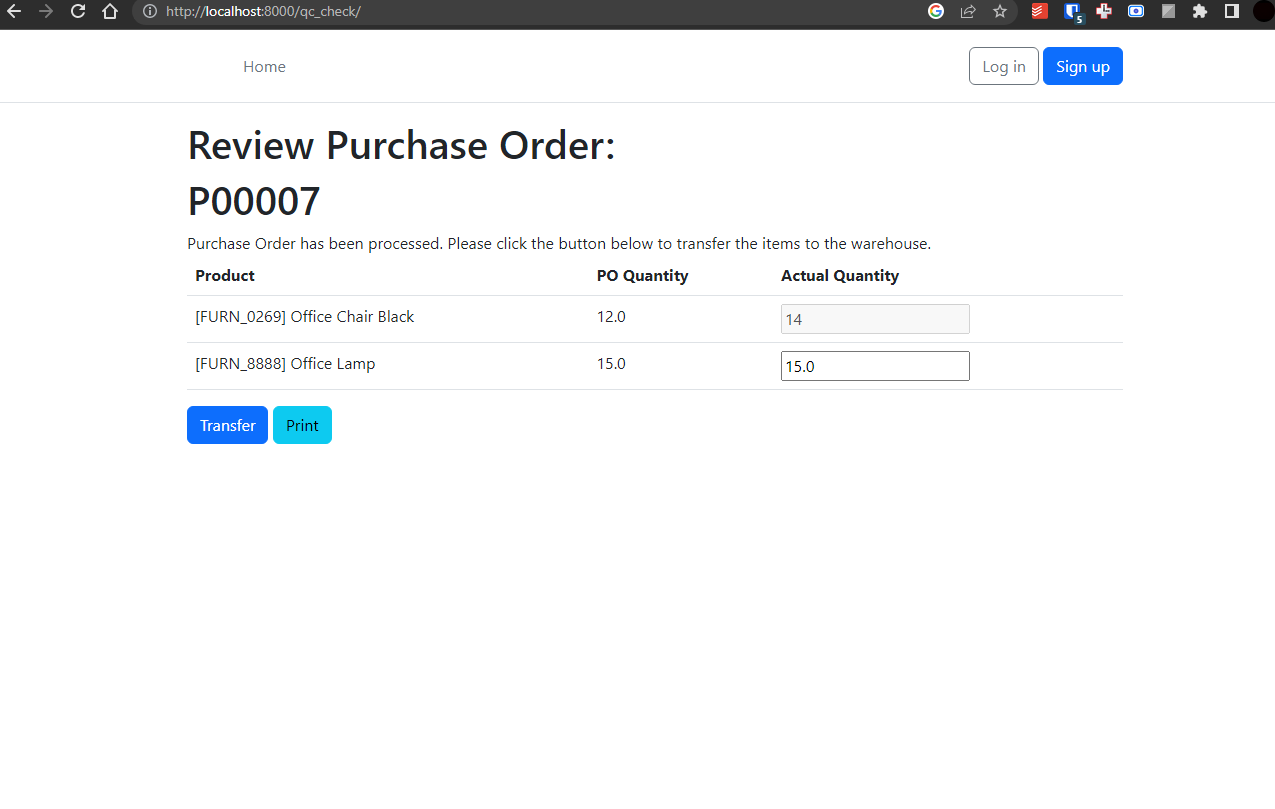 http://localhost:8000/qc_check/
5
Home
Log in
Sign up
Review Purchase Order:
P00007
Purchase Order has been processed. Please click the button below to transfer the items to the warehouse.
Product PO Quantity Actual Quantity
[FURN_0269] Office Chair Black 12.0 14
[FURN_8888] Office Lamp 15.0 15.0
Transfer Print